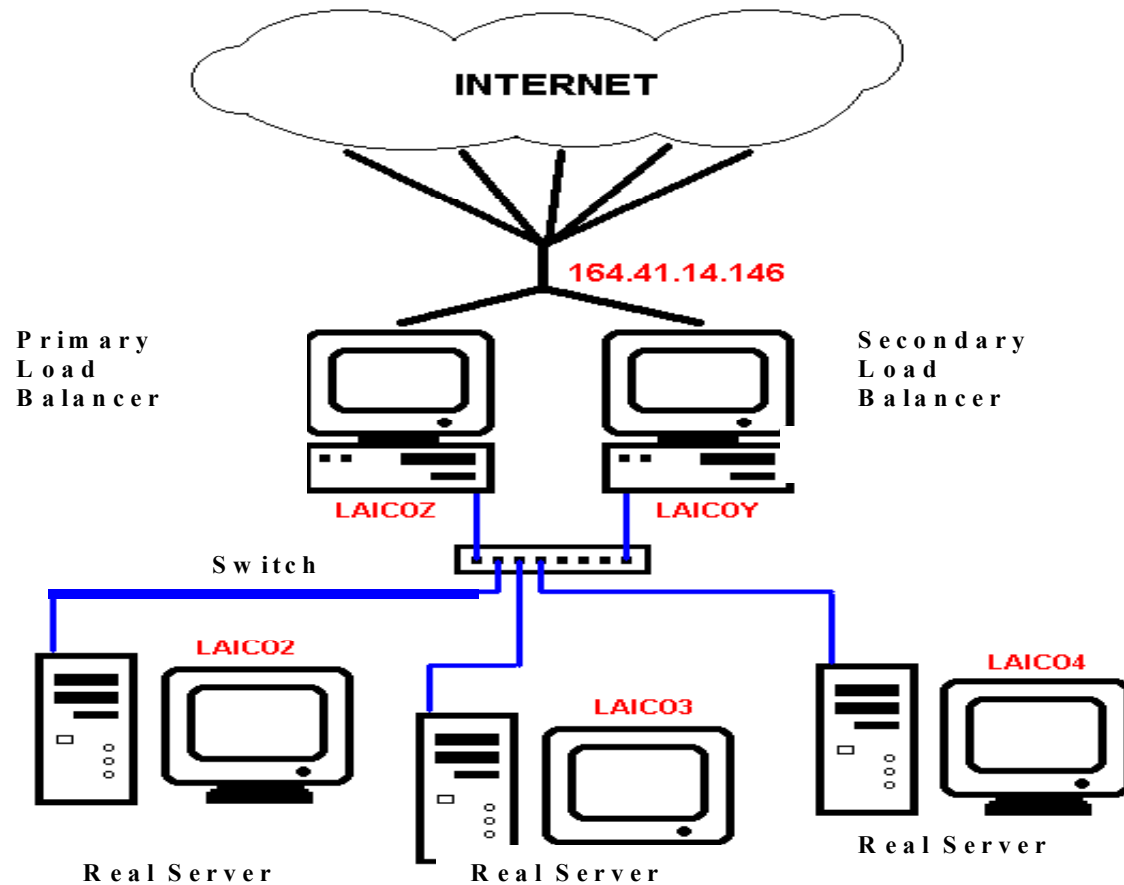 INTERNET
164.41.14.146
Primary
Load
Balancer
Secondary
Load
Balancer
LAICOZ
LAICOY
Switch
LAICO2
LAICO3
LAICO4
Real Server
Real Server
Real Server